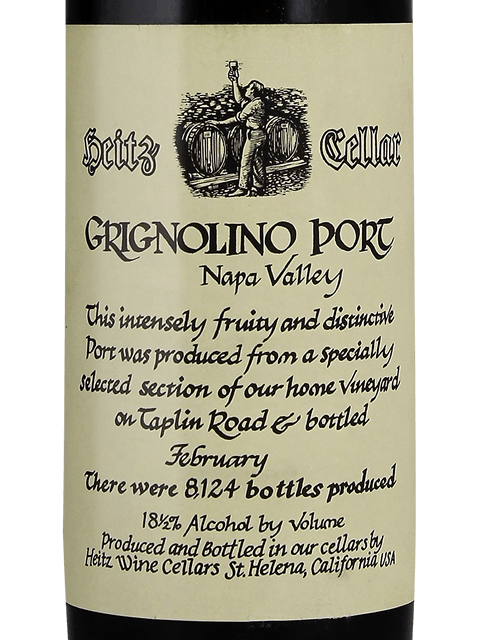 Heitz Cellar
GRIGNOLINO PORT
Napa Valley
This intensely fruity and distinctive
Port was produced from a specially
selected section of our home Vineyard
on Taplin Road & bottled
February
There were 8,124 bottles produced
18½% Alcohol by Volume
Produced and Bottled in our cellars by
Heitz Wine Cellars St. Helena, California USA